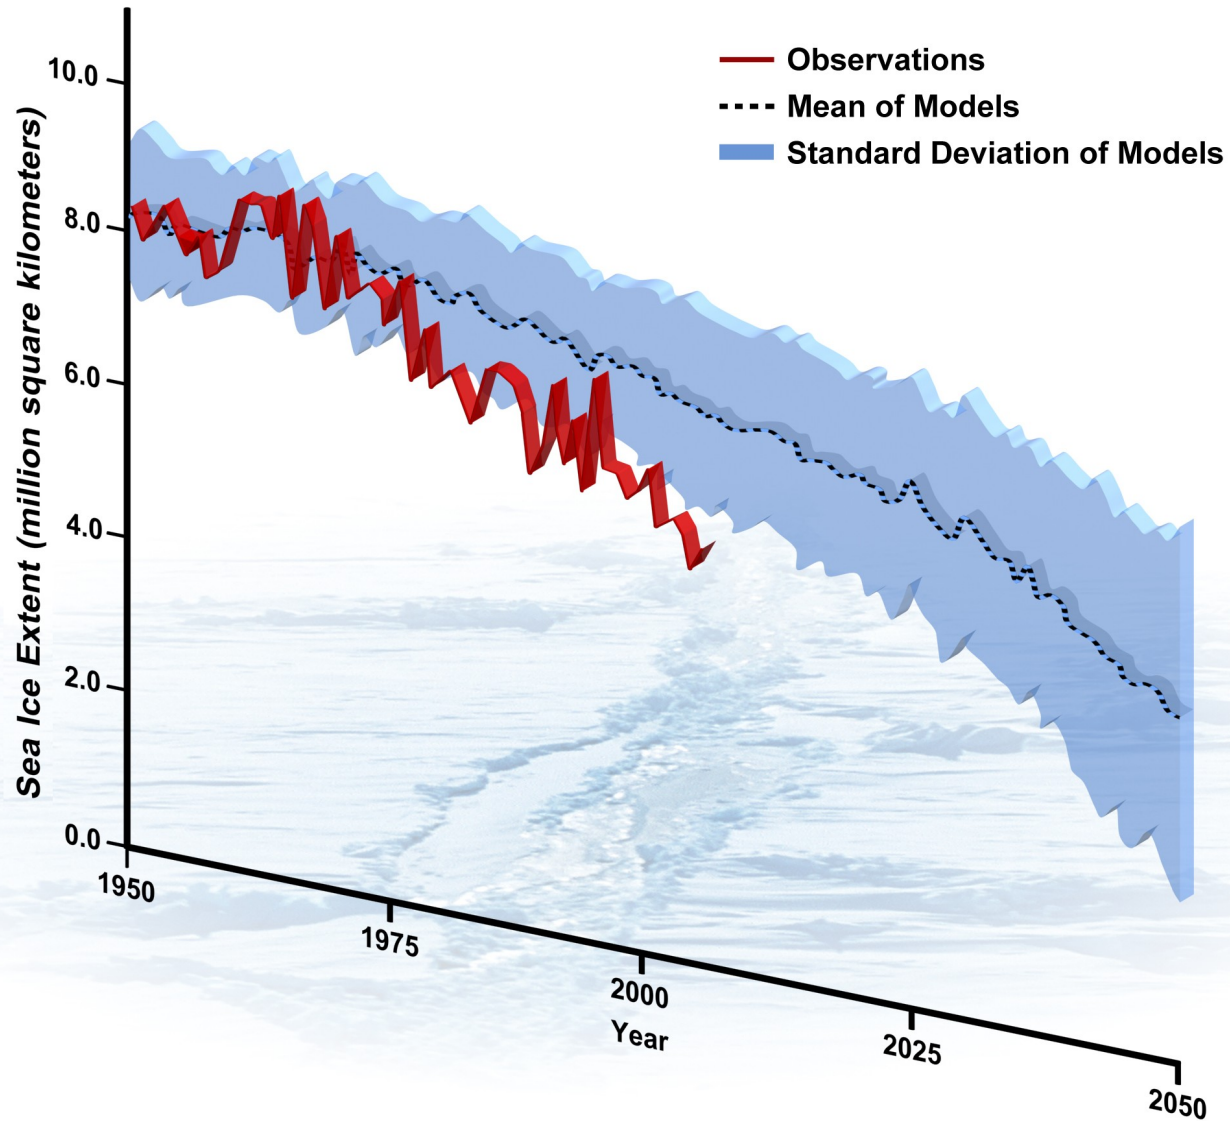 Observations
Mean of Models
Standard Deviation of Models
Sea Ice Extent (million square kilometers)
10.0
8.0
6.0
4.0
2.0
0.0
1950
1975
2000
2025
2050
Year